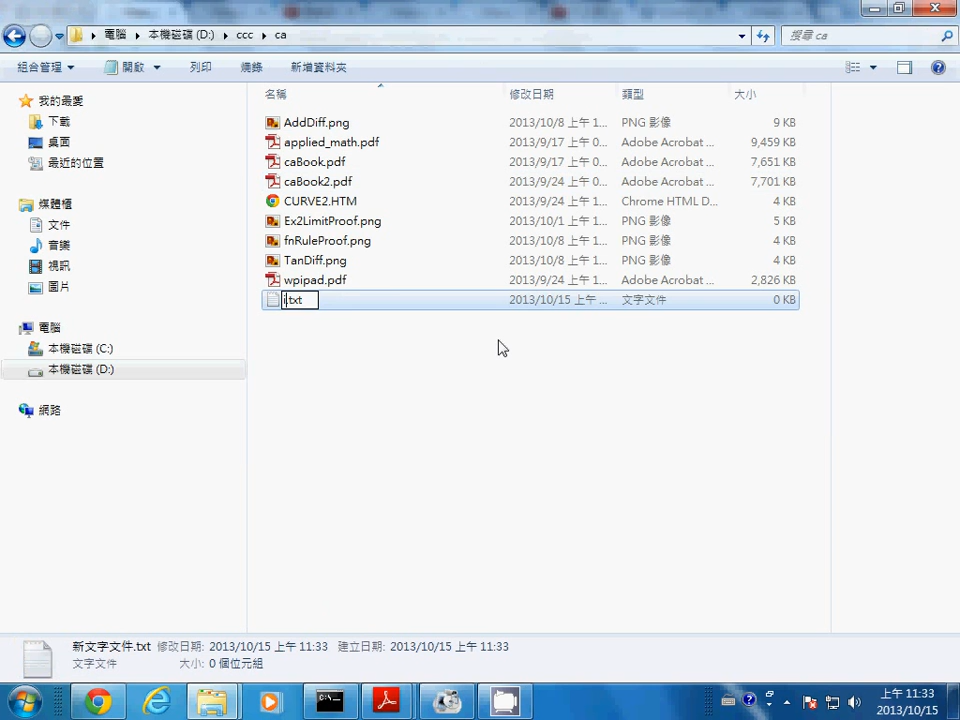 電腦 ▸ 本機磁碟 (D:) ▸ ccc ▸ ca
搜尋 ca
組合管理 開啟 列印 燒錄 新增資料夾
我的最愛
下載
桌面
最近的位置
媒體櫃
文件
音樂
視訊
圖片
電腦
本機磁碟 (C:)
本機磁碟 (D:)
網路
名稱 修改日期 類型 大小
AddDiff.png 2013/10/8 上午 1... PNG 影像 9 KB
applied_math.pdf 2013/9/17 上午 0... Adobe Acrobat ... 9,459 KB
caBook.pdf 2013/9/17 上午 0... Adobe Acrobat ... 7,651 KB
caBook2.pdf 2013/9/24 上午 0... Adobe Acrobat ... 7,701 KB
CURVE2.HTM 2013/9/24 上午 1... Chrome HTML D... 4 KB
Ex2LimitProof.png 2013/10/1 上午 1... PNG 影像 5 KB
fnRuleProof.png 2013/10/8 上午 1... PNG 影像 4 KB
TanDiff.png 2013/10/8 上午 1... PNG 影像 4 KB
wpipad.pdf 2013/9/24 上午 1... Adobe Acrobat ... 2,826 KB
i.txt 2013/10/15 上午 ... 文字文件 0 KB
新文字文件.txt 修改日期: 2013/10/15 上午 11:33 建立日期: 2013/10/15 上午 11:33
文字文件 大小: 0 個位元組
上午 11:33
2013/10/15